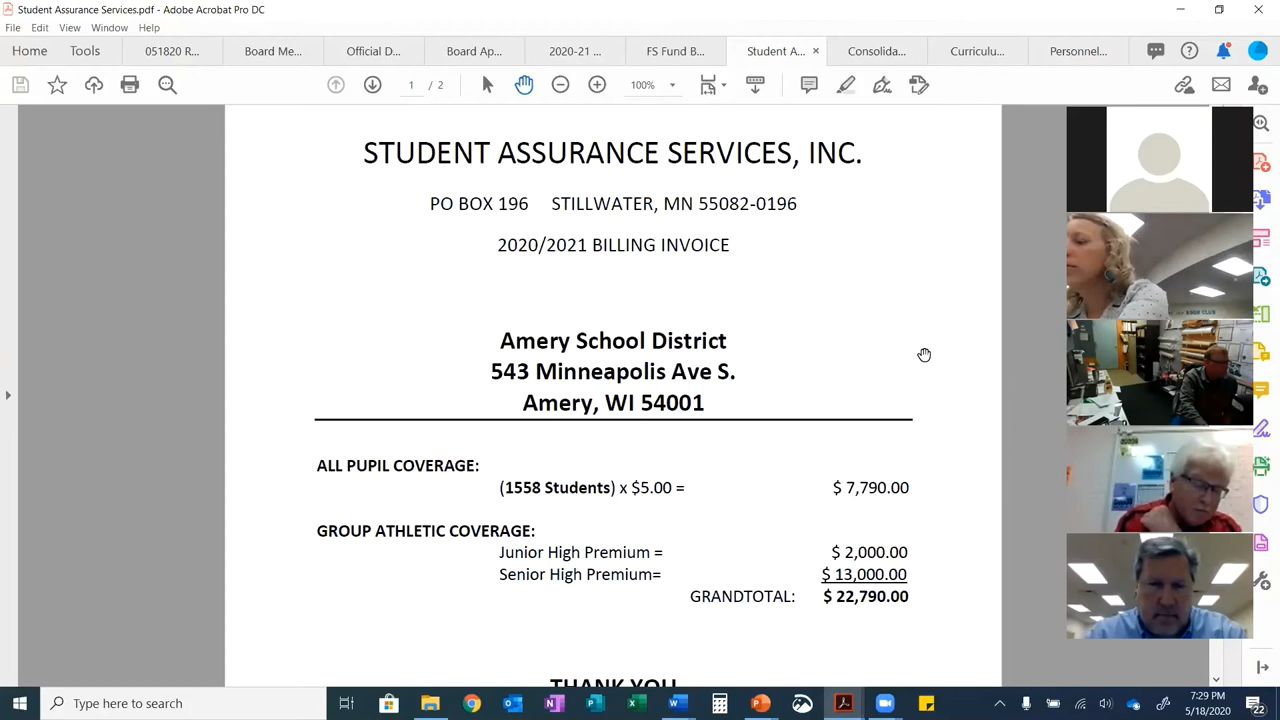 Student Assurance Services.pdf - Adobe Acrobat Pro DC
File Edit View Window Help
Home Tools 051820 R... Board Me... Official D... Board Ap... 2020-21 ... FS Fund B... Student A... × Consolida... Curriculu... Personnel...
1 / 2 100%
STUDENT ASSURANCE SERVICES, INC.
PO BOX 196 STILLWATER, MN 55082-0196
2020/2021 BILLING INVOICE
Amery School District
543 Minneapolis Ave S.
Amery, WI 54001
ALL PUPIL COVERAGE:
(1558 Students) x $5.00 = $ 7,790.00
GROUP ATHLETIC COVERAGE:
Junior High Premium = $ 2,000.00
Senior High Premium= $ 13,000.00
GRANDTOTAL: $ 22,790.00
THANK YOU
Type here to search
7:29 PM
5/18/2020
22